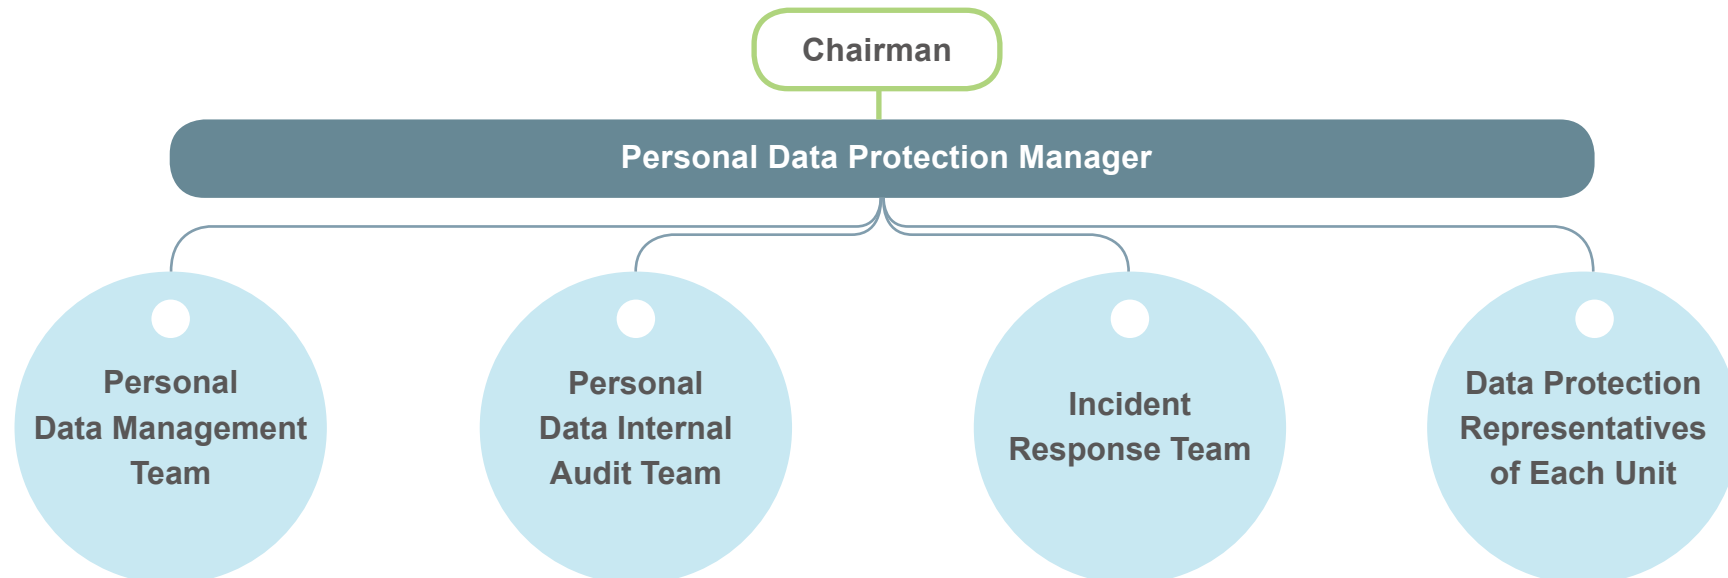 Chairman
Personal Data Protection Manager
Personal
Data Management
Team
Personal
Data Internal
Audit Team
Incident
Response Team
Data Protection
Representatives
of Each Unit